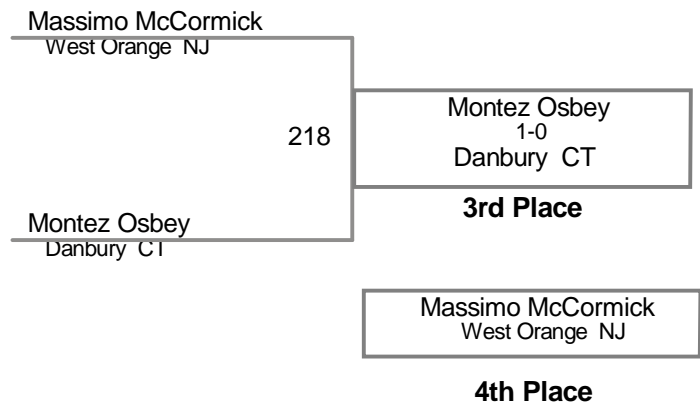 Massimo McCormick
West Orange NJ
218
Montez Osbey
1-0
Danbury CT
3rd Place
Montez Osbey
Danbury CT
Massimo McCormick
West Orange NJ
4th Place